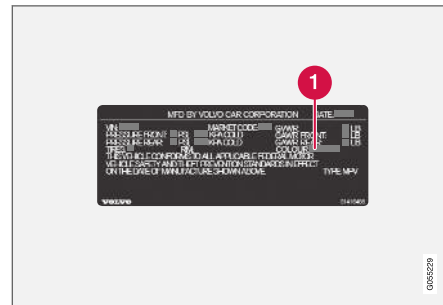 1
MFD BY VOLVO CAR CORPORATION DATE
VIN: MARKET CODE: GVWR: LB
PRESSURE FRONT: PSI, KPA COLD GAWR FRONT: LB
PRESSURE REAR: PSI, KPA COLD GAWR REAR: LB
TIRES: RIM: COLOUR:
THIS VEHICLE CONFORMS TO ALL APPLICABLE FEDERAL MOTOR
VEHICLE SAFETY AND THEFT PREVENTION STANDARDS IN EFFECT
ON THE DATE OF MANUFACTURE SHOWN ABOVE. TYPE: MPV
VOLVO
G055229